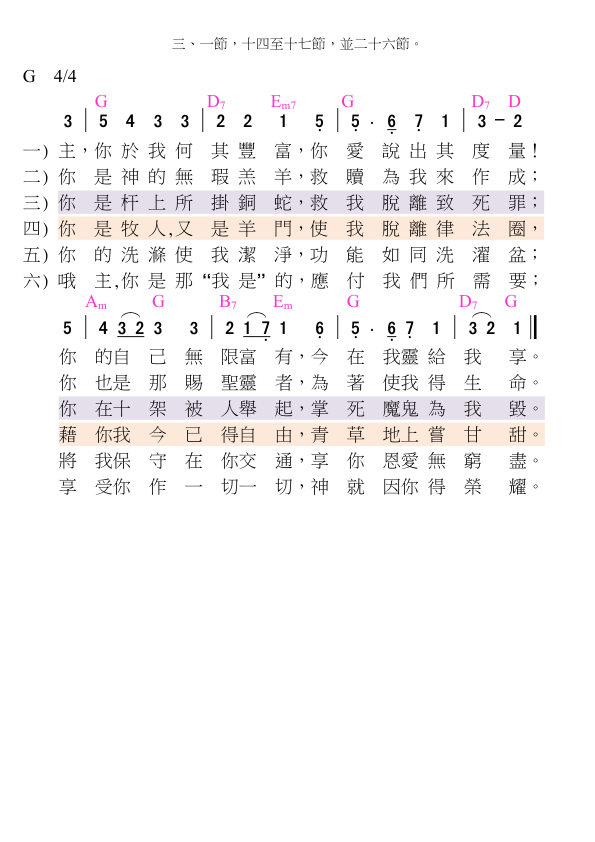 三、一節，十四至十七節，並二十六節。
G 4/4
G D7 Em7 G D7 D
3 | 5 4 3 3 | 2 2 1 5 | 5 . 6 7 1 | 3 − 2
一) 主，你於我何其豐富，你愛說出其度量！
二) 你是神的無瑕羔羊，救贖為我來作成；
三) 你是杆上所掛銅蛇，救我脫離致死罪；
四) 你是牧人,又是羊門，使我脫離律法圈，
五) 你的洗滌使我潔淨，功能如同洗濯盆；
六) 哦主,你是那“我是”的，應付我們所需要；
Am G B7 Em G D7 G
5 | 4 3 2 3 3 | 2 1 7 1 6 | 5 . 6 7 1 | 3 2 1 ||
你的自己無限富有，今在我靈給我享。
你也是那賜聖靈者，為著使我得生命。
你在十架被人舉起，掌死魔鬼為我毀。
藉你我今已得自由，青草地上嘗甘甜。
將我保守在你交通，享你恩愛無窮盡。
享受你作一切一切，神就因你得榮耀。